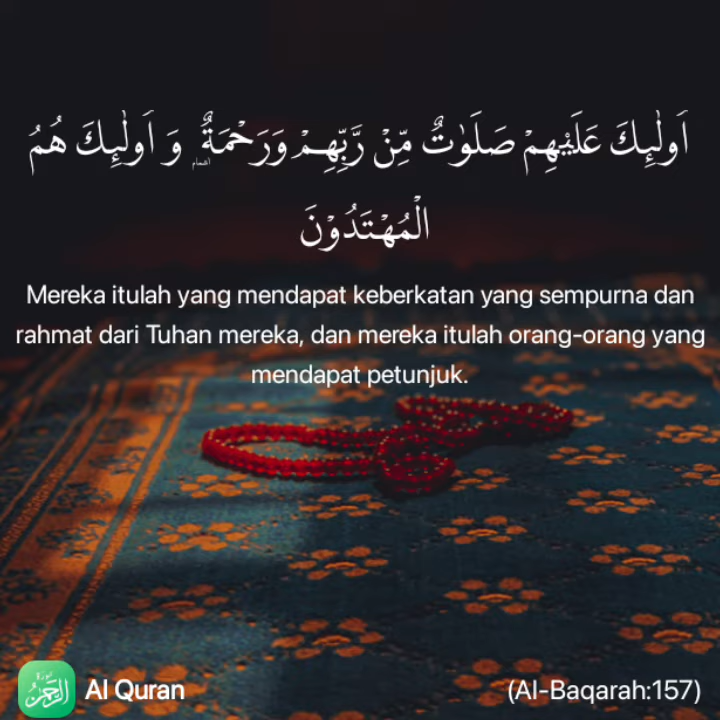 اَولٰٓئِكَ عَلَيْهِمْ صَلَوٰتٌ مِّنْ رَّبِّهِمْ وَرَحْمَةٌ وَ اَولٰٓئِكَ هُمُ
الْمُهْتَدُوْنَ
Mereka itulah yang mendapat keberkatan yang sempurna dan
rahmat dari Tuhan mereka, dan mereka itulah orang-orang yang
mendapat petunjuk.
Al Quran
(Al-Baqarah:157)